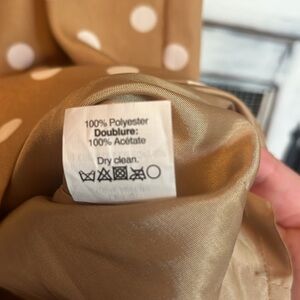 100% Polyester
Doublure:
100% Acétate
Dry clean.